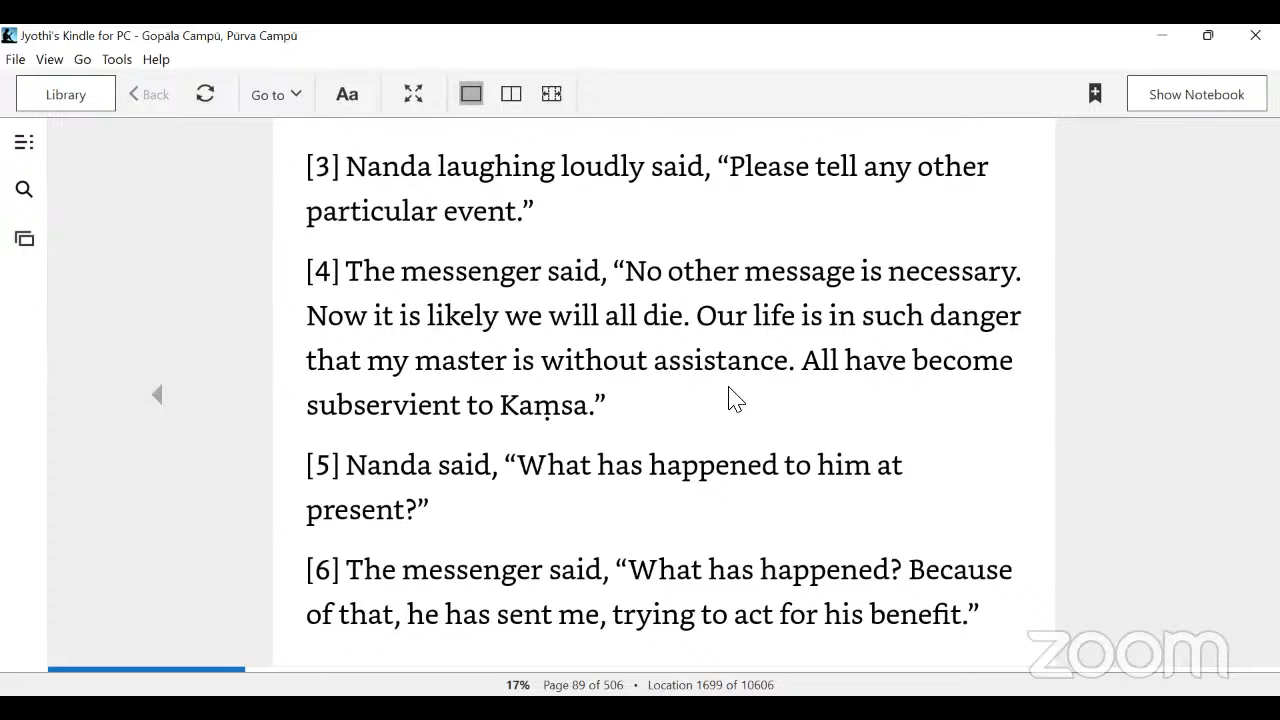 Jyothi's Kindle for PC - Gopāla Campū, Pūrva Campū
File View Go Tools Help
Library Back Go to Aa Show Notebook
[3] Nanda laughing loudly said, “Please tell any other
particular event.”
[4] The messenger said, “No other message is necessary.
Now it is likely we will all die. Our life is in such danger
that my master is without assistance. All have become
subservient to Kaṃsa.”
[5] Nanda said, “What has happened to him at
present?”
[6] The messenger said, “What has happened? Because
of that, he has sent me, trying to act for his benefit.”
zoom
17% Page 89 of 506 • Location 1699 of 10606